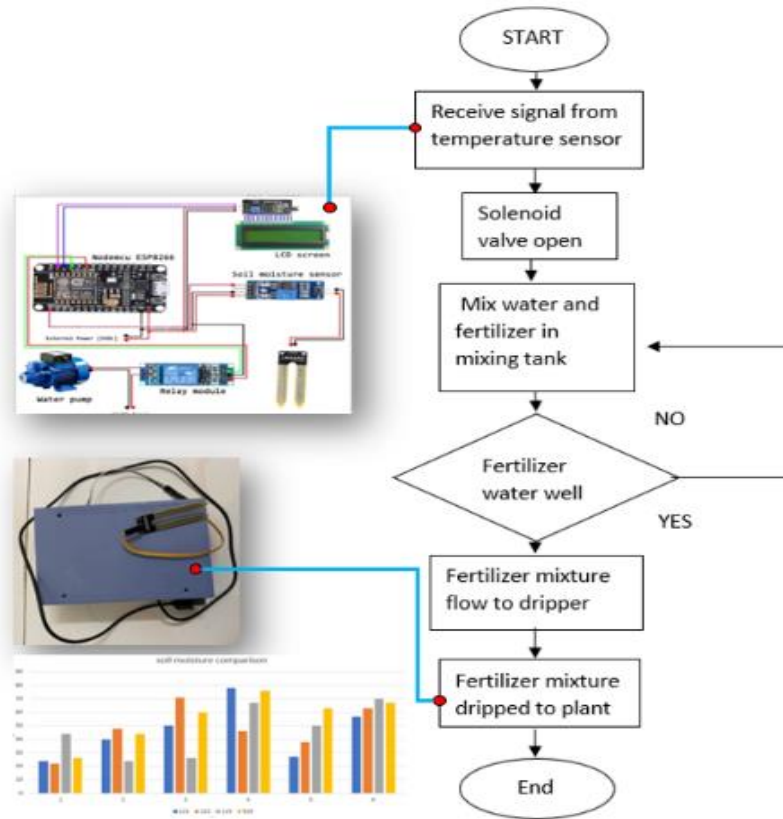 START
Receive signal from
temperature sensor
Solenoid
valve open
Mix water and
fertilizer in
mixing tank
NO
Fertilizer
water well
YES
Fertilizer mixture
flow to dripper
Fertilizer mixture
dripped to plant
End
LCD screen
Nodemcu ESP8266
Soil moisture sensor
Relay module
Water pump
soil moisture comparison